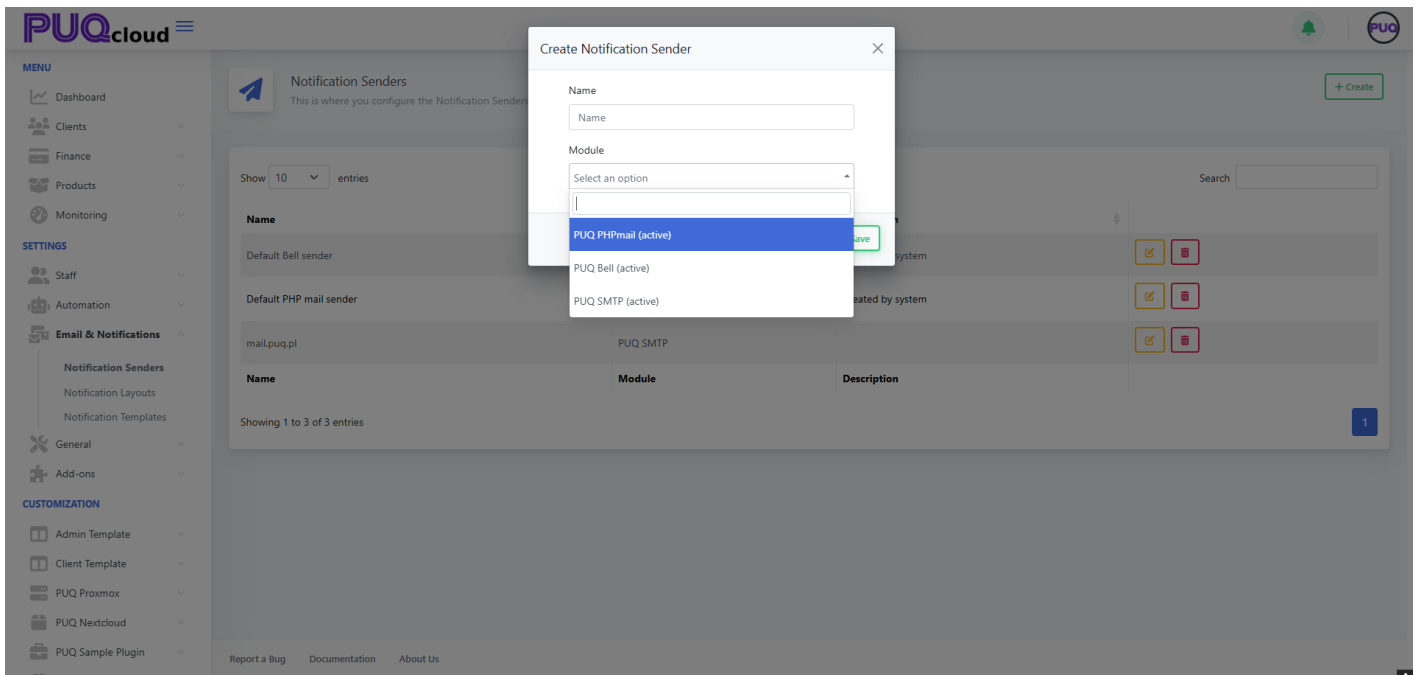 PUQcloud
PUQ
MENU
Dashboard
Clients
Finance
Products
Monitoring
SETTINGS
Staff
Automation
Email & Notifications
Notification Senders
Notification Layouts
Notification Templates
General
Add-ons
CUSTOMIZATION
Admin Template
Client Template
PUQ Proxmox
PUQ Nextcloud
PUQ Sample Plugin
Notification Senders
This is where you configure the Notification Senders
+ Create
Create Notification Sender
Name
Name
Module
Select an option
PUQ PHPmail (active)
PUQ Bell (active)
PUQ SMTP (active)
Show 10 entries
Search
Name
Default Bell sender system
Default PHP mail sender by system
mail.puq.pl PUQ SMTP
Name Module Description
Showing 1 to 3 of 3 entries
1
Report a Bug Documentation About Us